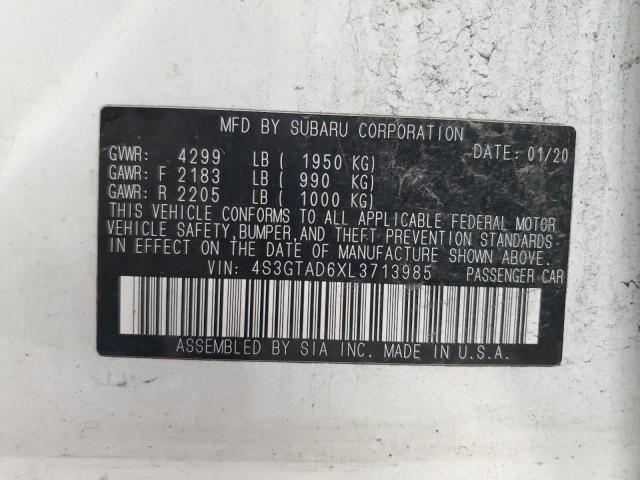 MFD BY SUBARU CORPORATION
GVWR: 4299 LB ( 1950 KG) DATE: 01/20
GAWR: F 2183 LB ( 990 KG)
GAWR: R 2205 LB ( 1000 KG)
THIS VEHICLE CONFORMS TO ALL APPLICABLE FEDERAL MOTOR
VEHICLE SAFETY, BUMPER, AND THEFT PREVENTION STANDARDS
IN EFFECT ON THE DATE OF MANUFACTURE SHOWN ABOVE.
VIN: 4S3GTAD6XL3713985 PASSENGER CAR
ASSEMBLED BY SIA INC. MADE IN U.S.A.